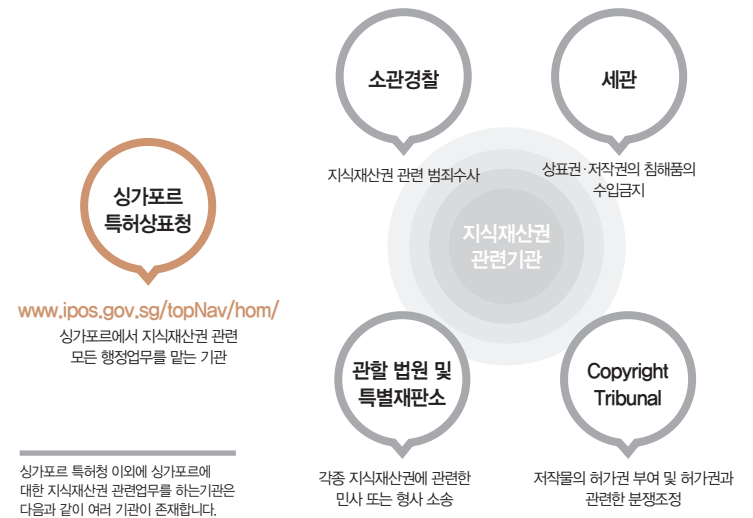 싱가포르
특허상표청
www.ipos.gov.sg/topNav/hom/
싱가포르에서 지식재산권 관련
모든 행정업무를 맡는 기관
싱가포르 특허청 이외에 싱가포르에
대한 지식재산권 관련업무를 하는기관은
다음과 같이 여러 기관이 존재합니다.
소관경찰
지식재산권 관련 범죄수사
세관
상표권·저작권의 침해품의
수입금지
지식재산권
관련기관
관할 법원 및
특별재판소
각종 지식재산권에 관련한
민사 또는 형사 소송
Copyright
Tribunal
저작물의 허가권 부여 및 허가권과
관련한 분쟁조정